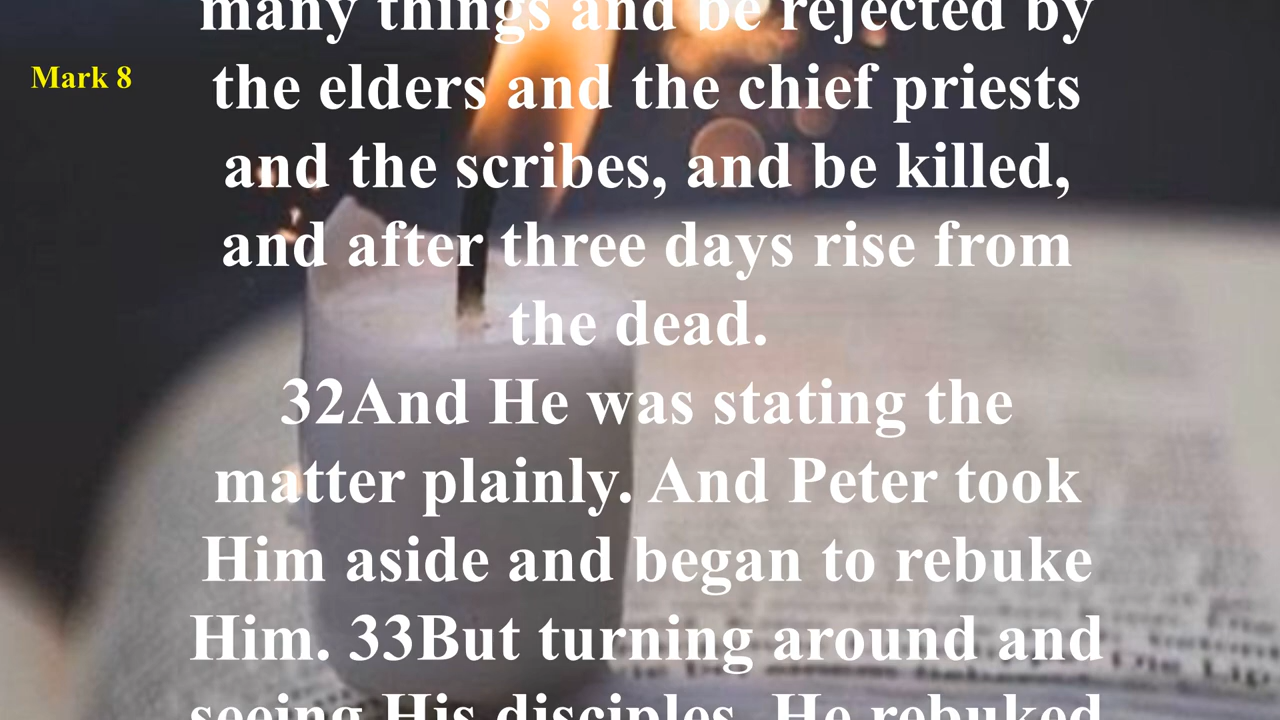 many things and be rejected by
Mark 8
the elders and the chief priests
and the scribes, and be killed,
and after three days rise from
the dead.
32And He was stating the
matter plainly. And Peter took
Him aside and began to rebuke
Him. 33But turning around and
seeing His disciples, He rebuked